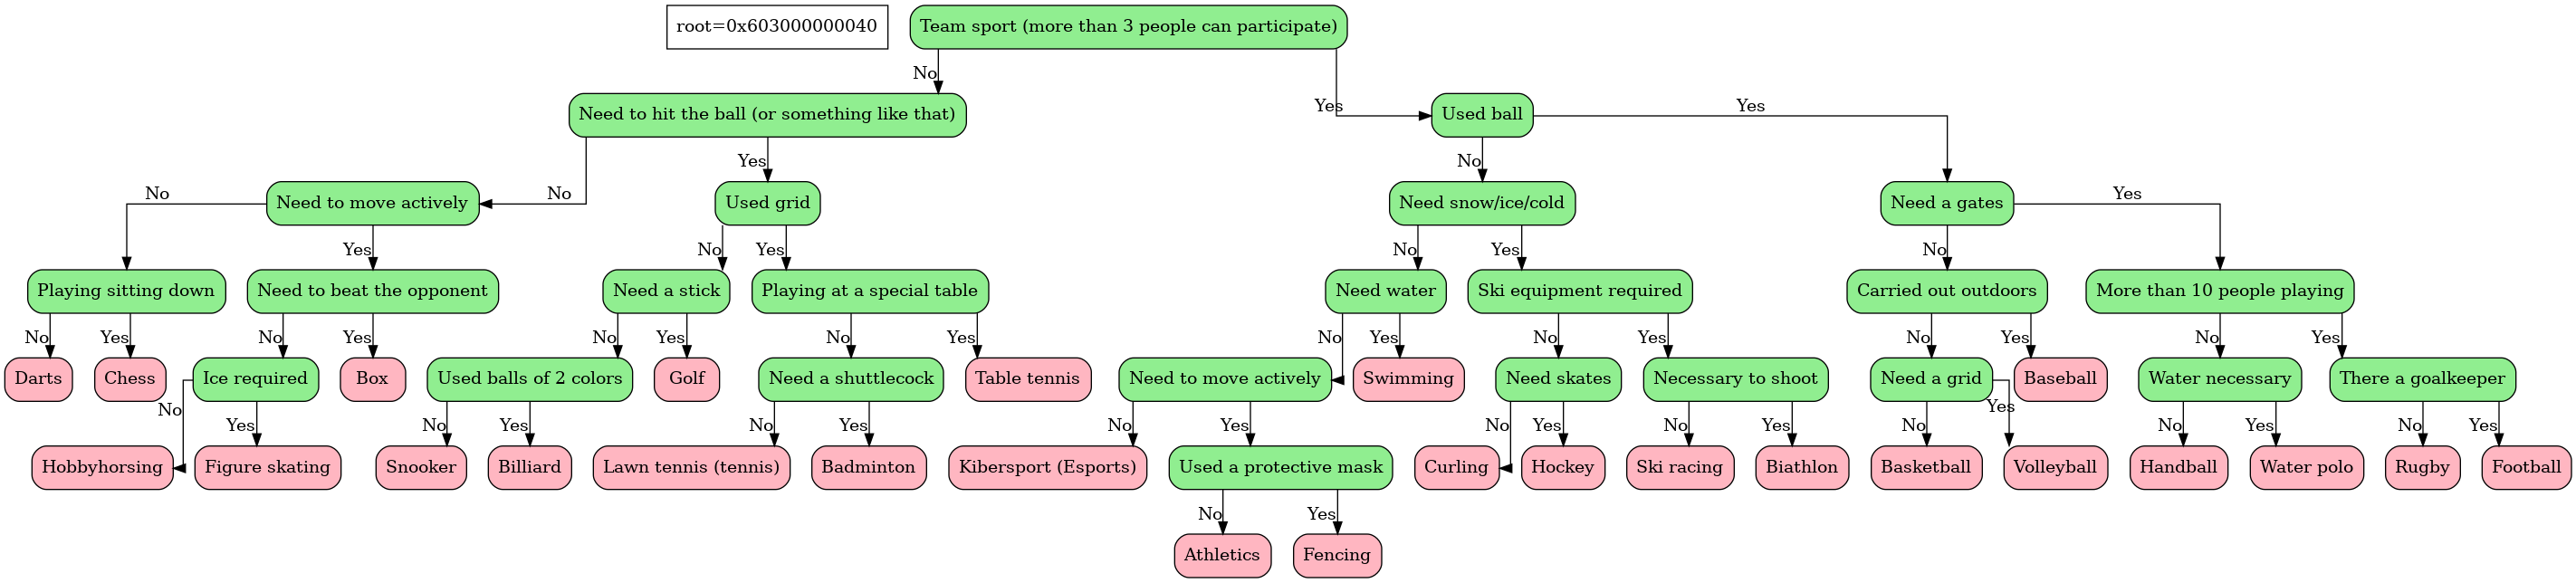 root=0x603000000040
Team sport (more than 3 people can participate)
No
Yes
Need to hit the ball (or something like that)
Used ball
Yes
No
Yes
No
No
No
Yes
Need to move actively
Used grid
Need snow/ice/cold
Need a gates
Yes
No
Yes
No
Yes
No
Playing sitting down
Need to beat the opponent
Need a stick
Playing at a special table
Need water
Ski equipment required
Carried out outdoors
More than 10 people playing
No
Yes
No
Yes
No
Yes
No
Yes
No
Yes
No
Yes
No
Yes
No
Yes
Darts
Chess
Ice required
Box
Used balls of 2 colors
Golf
Need a shuttlecock
Table tennis
Need to move actively
Swimming
Need skates
Necessary to shoot
Need a grid
Baseball
Water necessary
There a goalkeeper
No
Yes
No
Yes
No
Yes
No
Yes
No
Yes
No
Yes
No
Yes
No
Yes
No
Yes
Hobbyhorsing
Figure skating
Snooker
Billiard
Lawn tennis (tennis)
Badminton
Kibersport (Esports)
Used a protective mask
Curling
Hockey
Ski racing
Biathlon
Basketball
Volleyball
Handball
Water polo
Rugby
Football
No
Yes
Athletics
Fencing